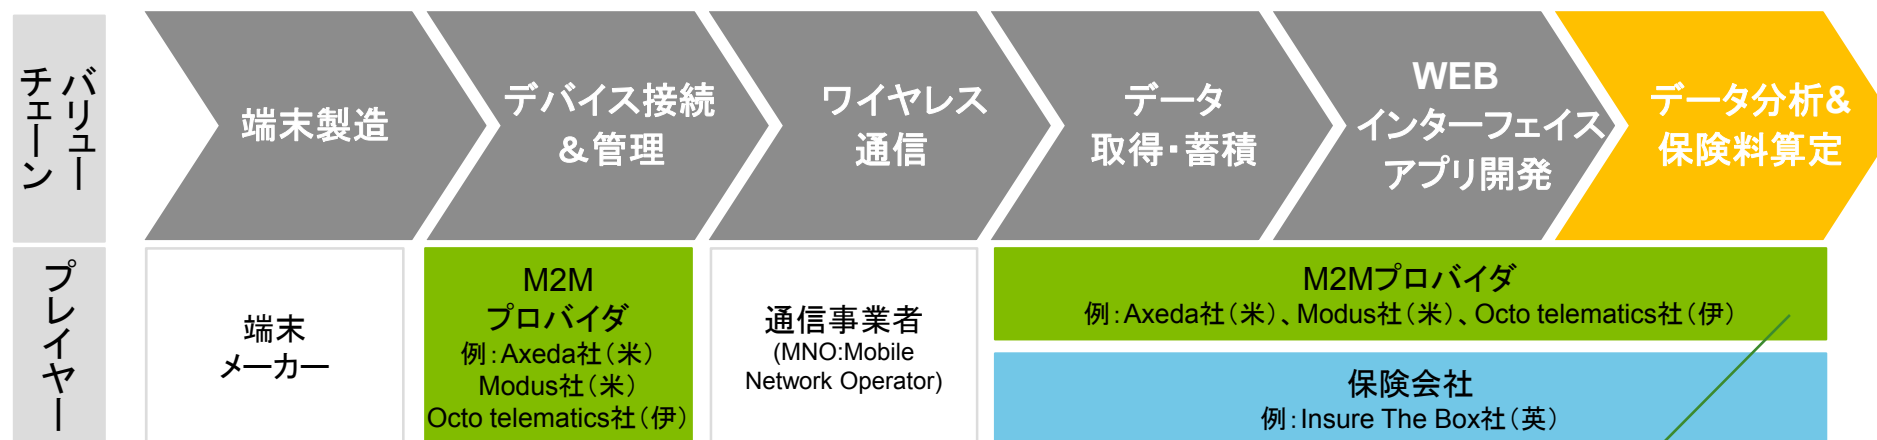 バリュー
チェーン
端末製造
デバイス接続
&管理
ワイヤレス
通信
データ
取得・蓄積
WEB
インターフェイス
アプリ開発
データ分析&
保険料算定
プレイヤー
端末
メーカー
M2M
プロバイダ
例:Axeda社(米)
Modus社(米)
Octo telematics社(伊)
通信事業者
(MNO:Mobile
Network Operator)
M2Mプロバイダ
例:Axeda社(米)、Modus社(米)、Octo telematics社(伊)
保険会社
例:Insure The Box社(英)